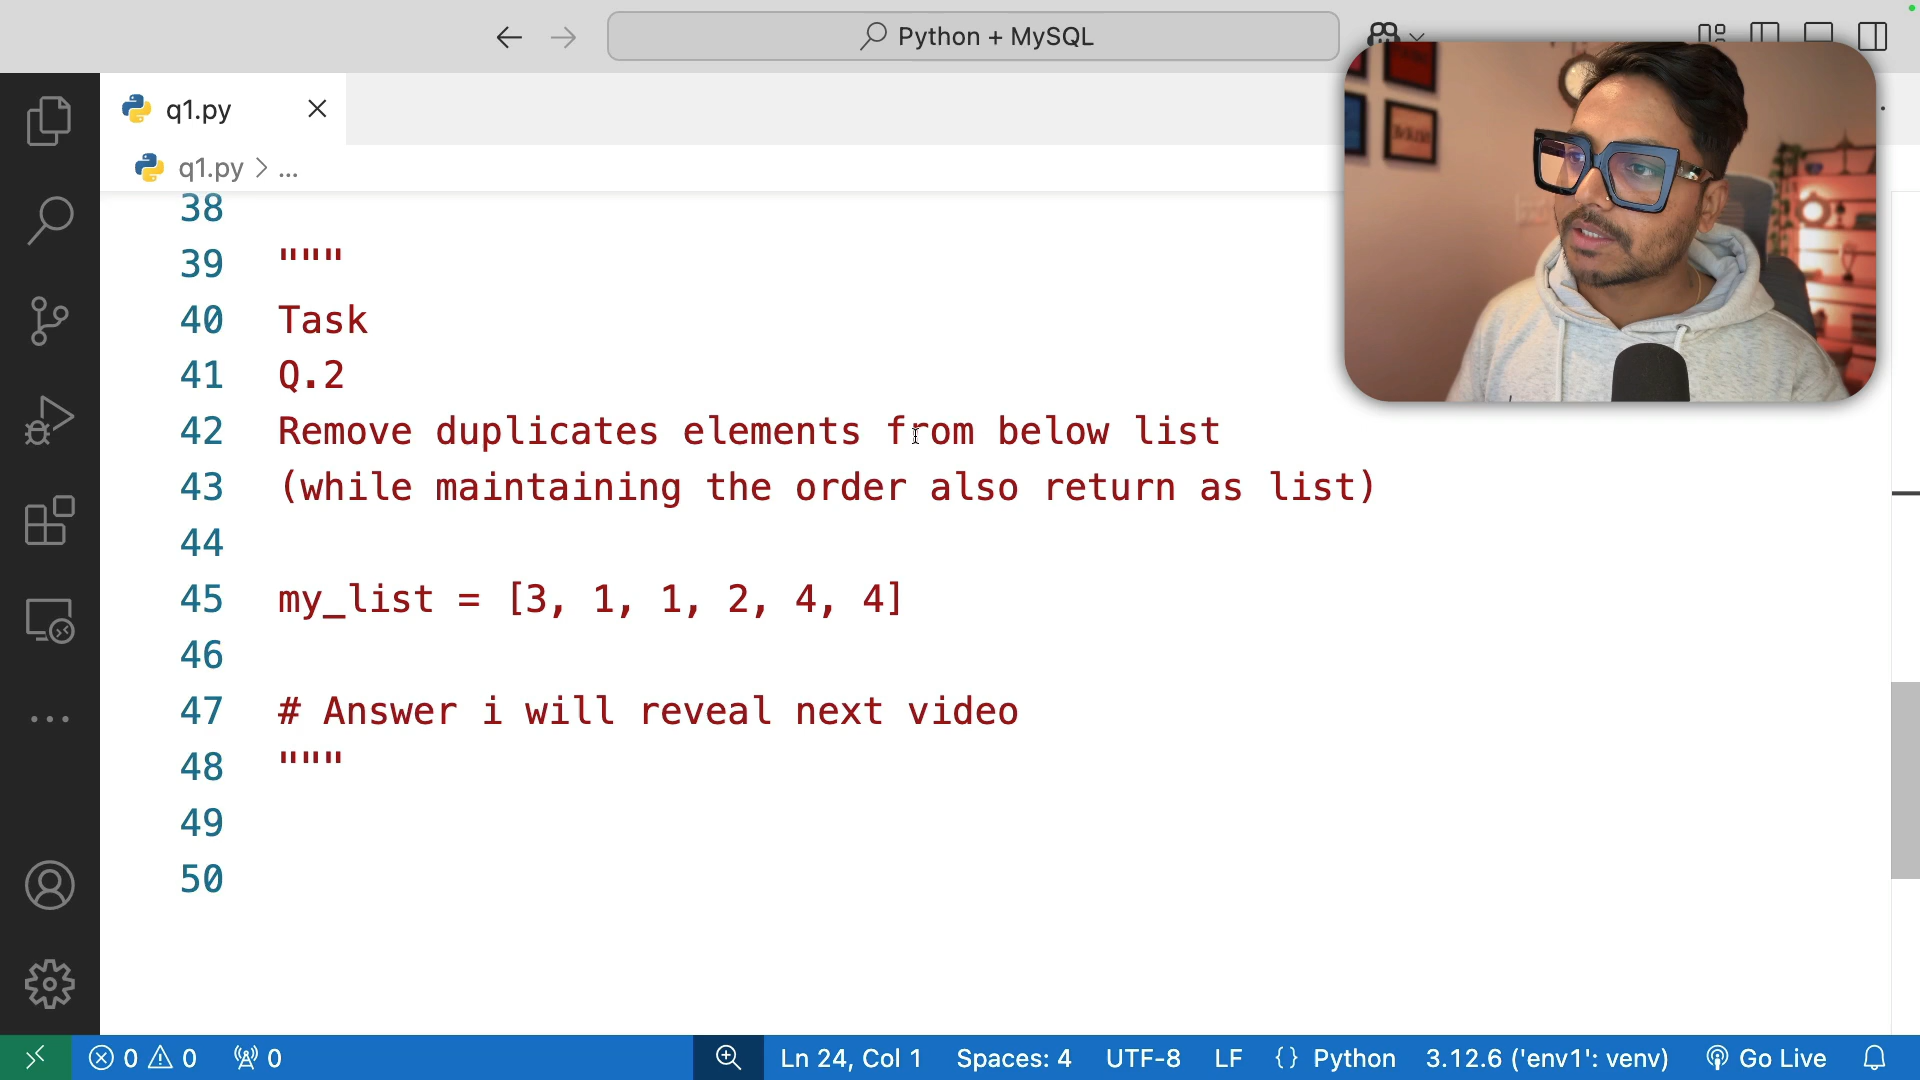 Python + MySQL
q1.py
q1.py > ...
38
39 """
40 Task
41 Q.2
42 Remove duplicates elements from below list
43 (while maintaining the order also return as list)
44
45 my_list = [3, 1, 1, 2, 4, 4]
46
47 # Answer i will reveal next video
48 """
49
50
0 0 0 Ln 24, Col 1 Spaces: 4 UTF-8 LF {} Python 3.12.6 ('env1': venv) Go Live